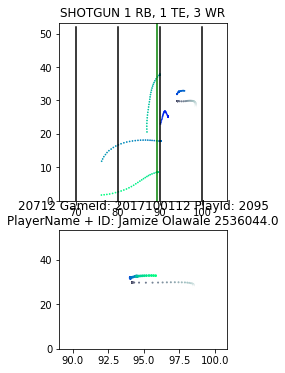 SHOTGUN 1 RB, 1 TE, 3 WR
50
40
30
20
10
0
70 80 90 100
20712 GameId: 2017100112 PlayId: 2095
PlayerName + ID: Jamize Olawale 2536044.0
40
20
0
90.0 92.5 95.0 97.5 100.0